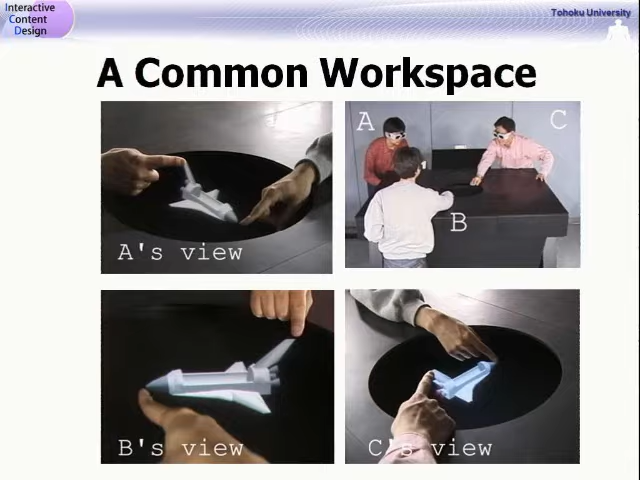 Interactive
Content
Design
Tohoku University
A Common Workspace
A's view
A
C
B
B's view
C's view